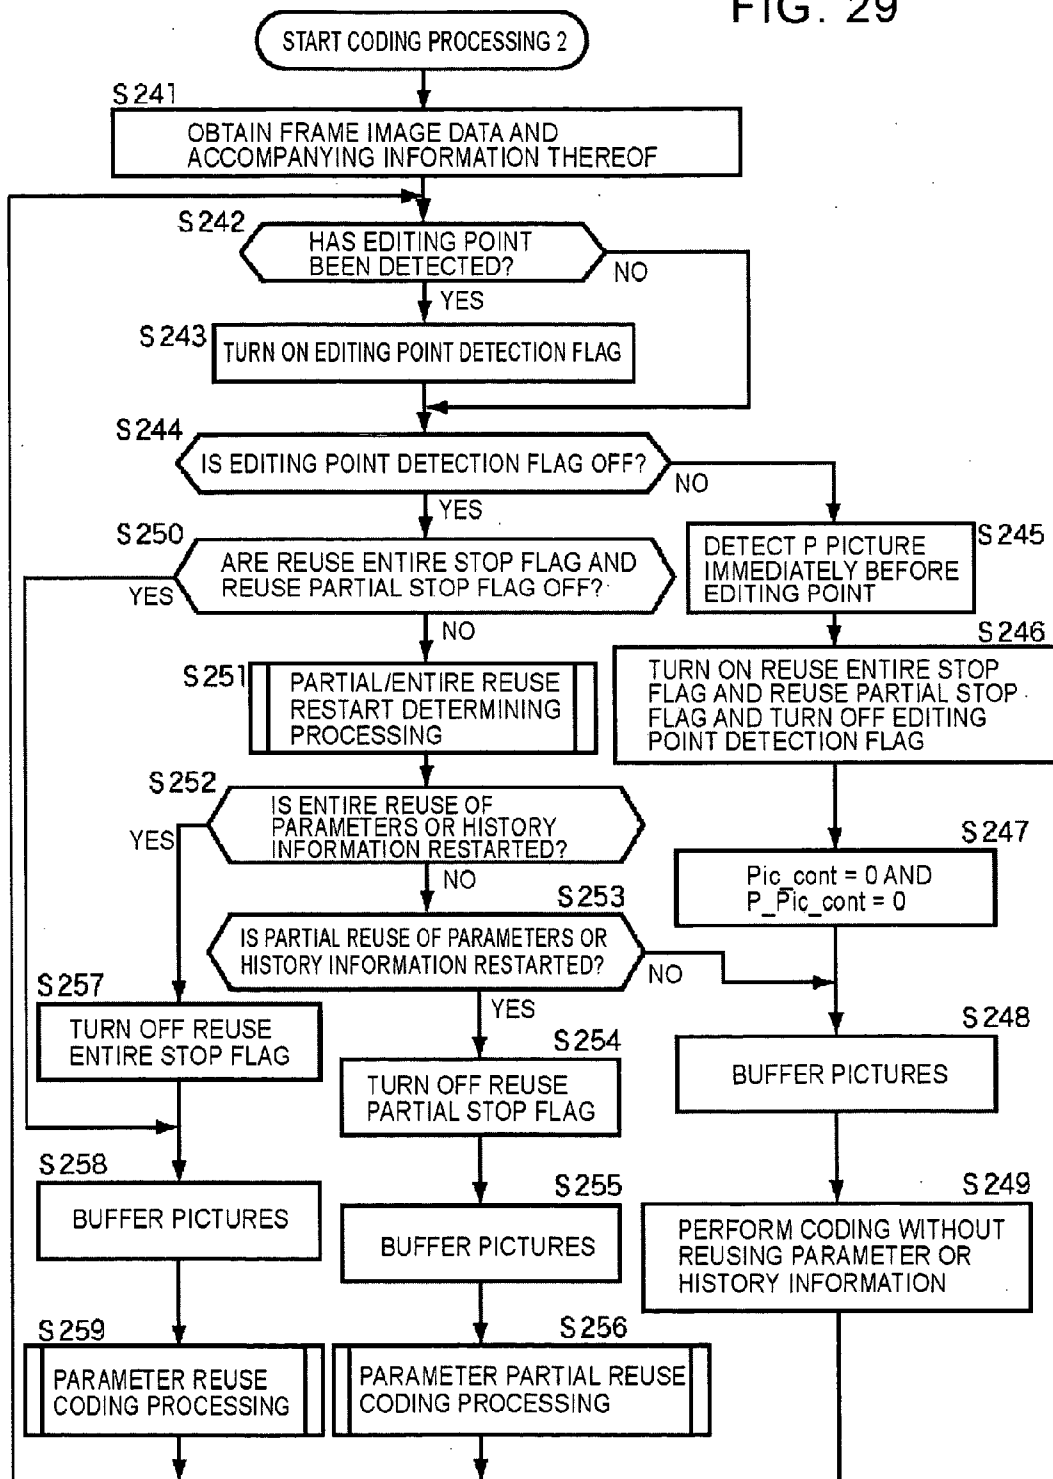 FIG. 29
START CODING PROCESSING 2
S241
OBTAIN FRAME IMAGE DATA AND
ACCOMPANYING INFORMATION THEREOF
S242
HAS EDITING POINT
BEEN DETECTED?
NO
YES
S243
TURN ON EDITING POINT DETECTION FLAG
S244
IS EDITING POINT DETECTION FLAG OFF?
NO
YES
S245
DETECT P PICTURE
IMMEDIATELY BEFORE
EDITING POINT
S250
ARE REUSE ENTIRE STOP FLAG AND
REUSE PARTIAL STOP FLAG OFF?
YES
NO
S246
TURN ON REUSE ENTIRE STOP
FLAG AND REUSE PARTIAL STOP
FLAG AND TURN OFF EDITING
POINT DETECTION FLAG
S251
PARTIAL/ENTIRE REUSE
RESTART DETERMINING
PROCESSING
S252
IS ENTIRE REUSE OF
PARAMETERS OR HISTORY
INFORMATION RESTARTED?
YES
NO
S247
Pic_cont = 0 AND
P_Pic_cont = 0
S253
IS PARTIAL REUSE OF PARAMETERS OR
HISTORY INFORMATION RESTARTED?
NO
YES
S257
TURN OFF REUSE
ENTIRE STOP FLAG
S254
TURN OFF REUSE
PARTIAL STOP FLAG
S248
BUFFER PICTURES
S258
BUFFER PICTURES
S255
BUFFER PICTURES
S249
PERFORM CODING WITHOUT
REUSING PARAMETER OR
HISTORY INFORMATION
S259
PARAMETER REUSE
CODING PROCESSING
S256
PARAMETER PARTIAL REUSE
CODING PROCESSING